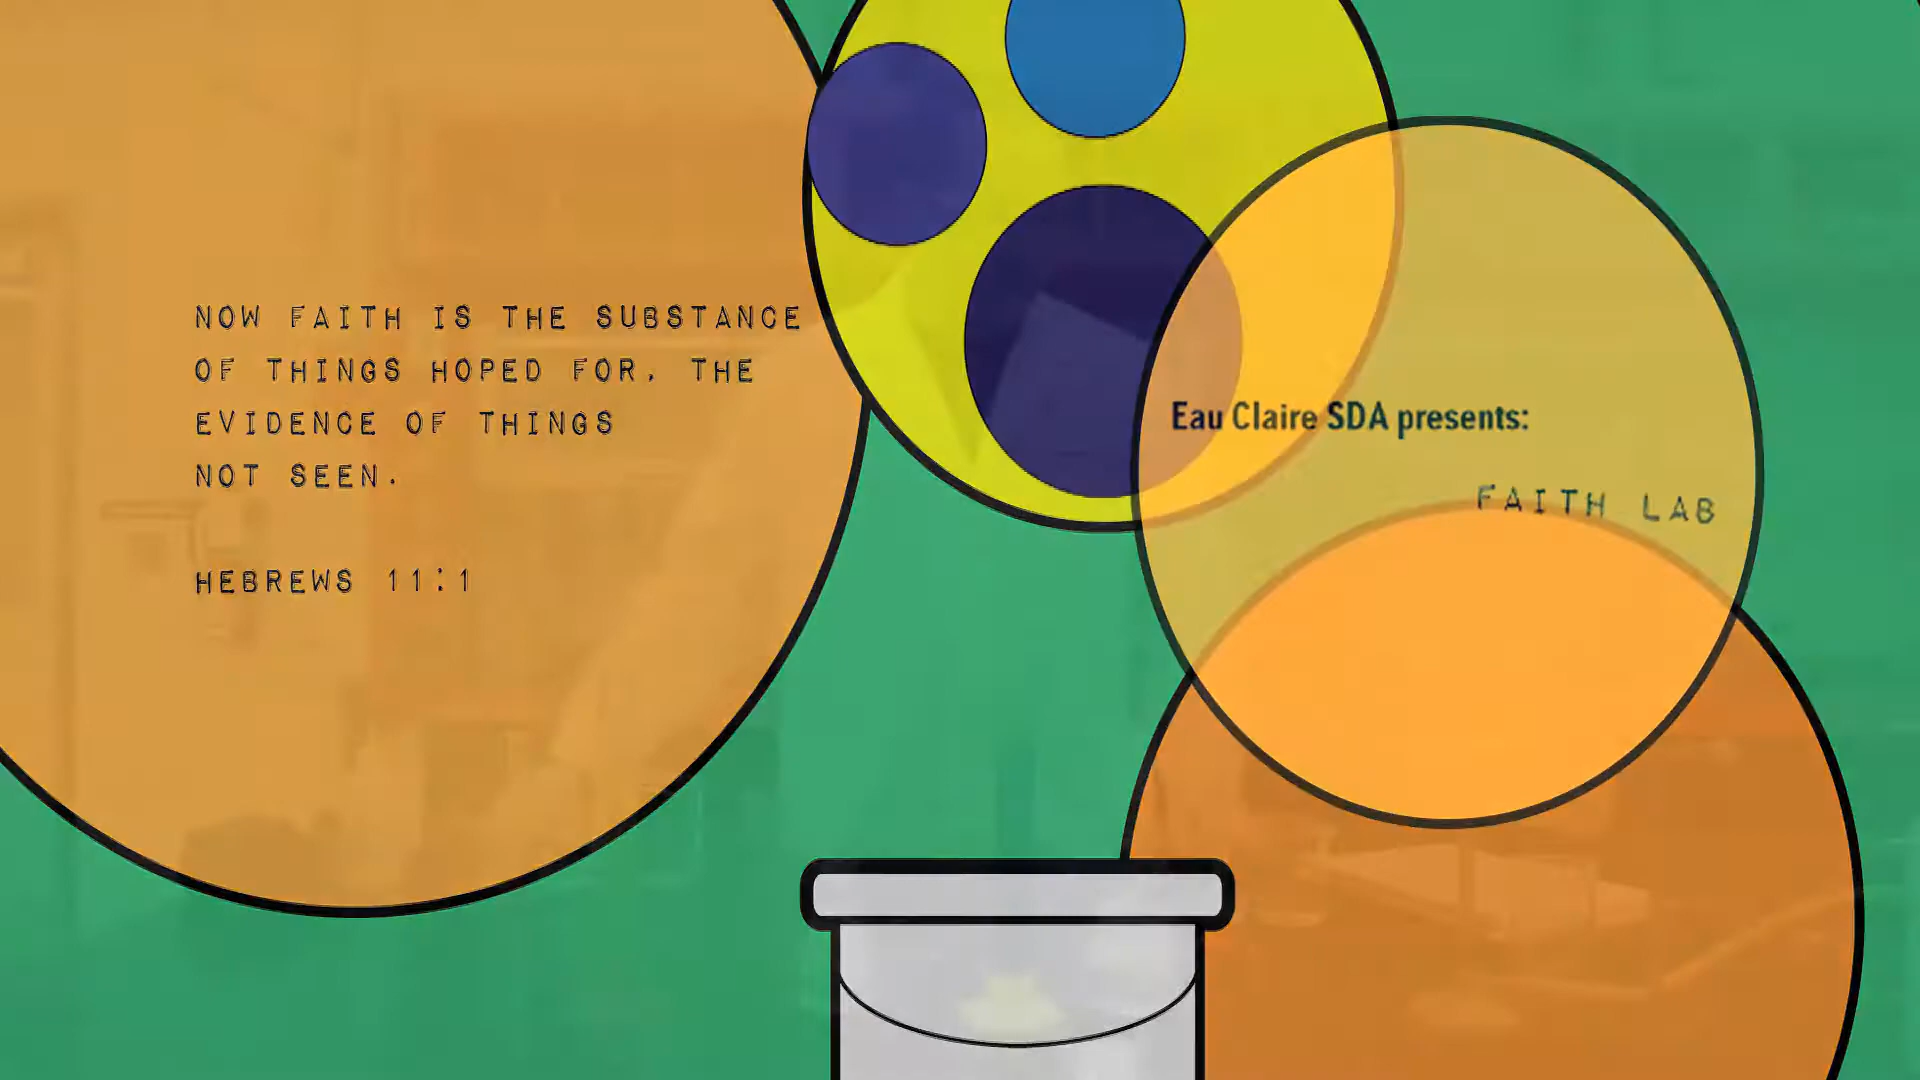 NOW FAITH IS THE SUBSTANCE
OF THINGS HOPED FOR, THE
EVIDENCE OF THINGS
NOT SEEN.
HEBREWS 11:1
Eau Claire SDA presents:
FAITH LAB